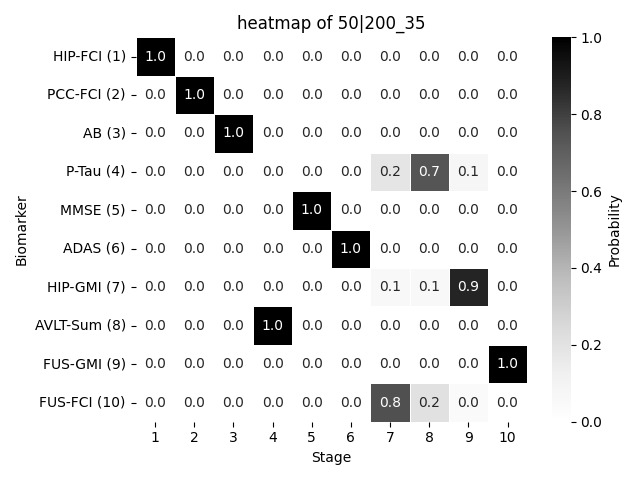 heatmap of 50|200_35
HIP-FCI (1) 1.0 0.0 0.0 0.0 0.0 0.0 0.0 0.0 0.0 0.0
PCC-FCI (2) 0.0 1.0 0.0 0.0 0.0 0.0 0.0 0.0 0.0 0.0
AB (3) 0.0 0.0 1.0 0.0 0.0 0.0 0.0 0.0 0.0 0.0
P-Tau (4) 0.0 0.0 0.0 0.0 0.0 0.0 0.2 0.7 0.1 0.0
MMSE (5) 0.0 0.0 0.0 0.0 1.0 0.0 0.0 0.0 0.0 0.0
ADAS (6) 0.0 0.0 0.0 0.0 0.0 1.0 0.0 0.0 0.0 0.0
HIP-GMI (7) 0.0 0.0 0.0 0.0 0.0 0.0 0.1 0.1 0.9 0.0
AVLT-Sum (8) 0.0 0.0 0.0 1.0 0.0 0.0 0.0 0.0 0.0 0.0
FUS-GMI (9) 0.0 0.0 0.0 0.0 0.0 0.0 0.0 0.0 0.0 1.0
FUS-FCI (10) 0.0 0.0 0.0 0.0 0.0 0.0 0.8 0.2 0.0 0.0
1 2 3 4 5 6 7 8 9 10
Stage
Biomarker
1.0
0.8
0.6
0.4
0.2
0.0
Probability